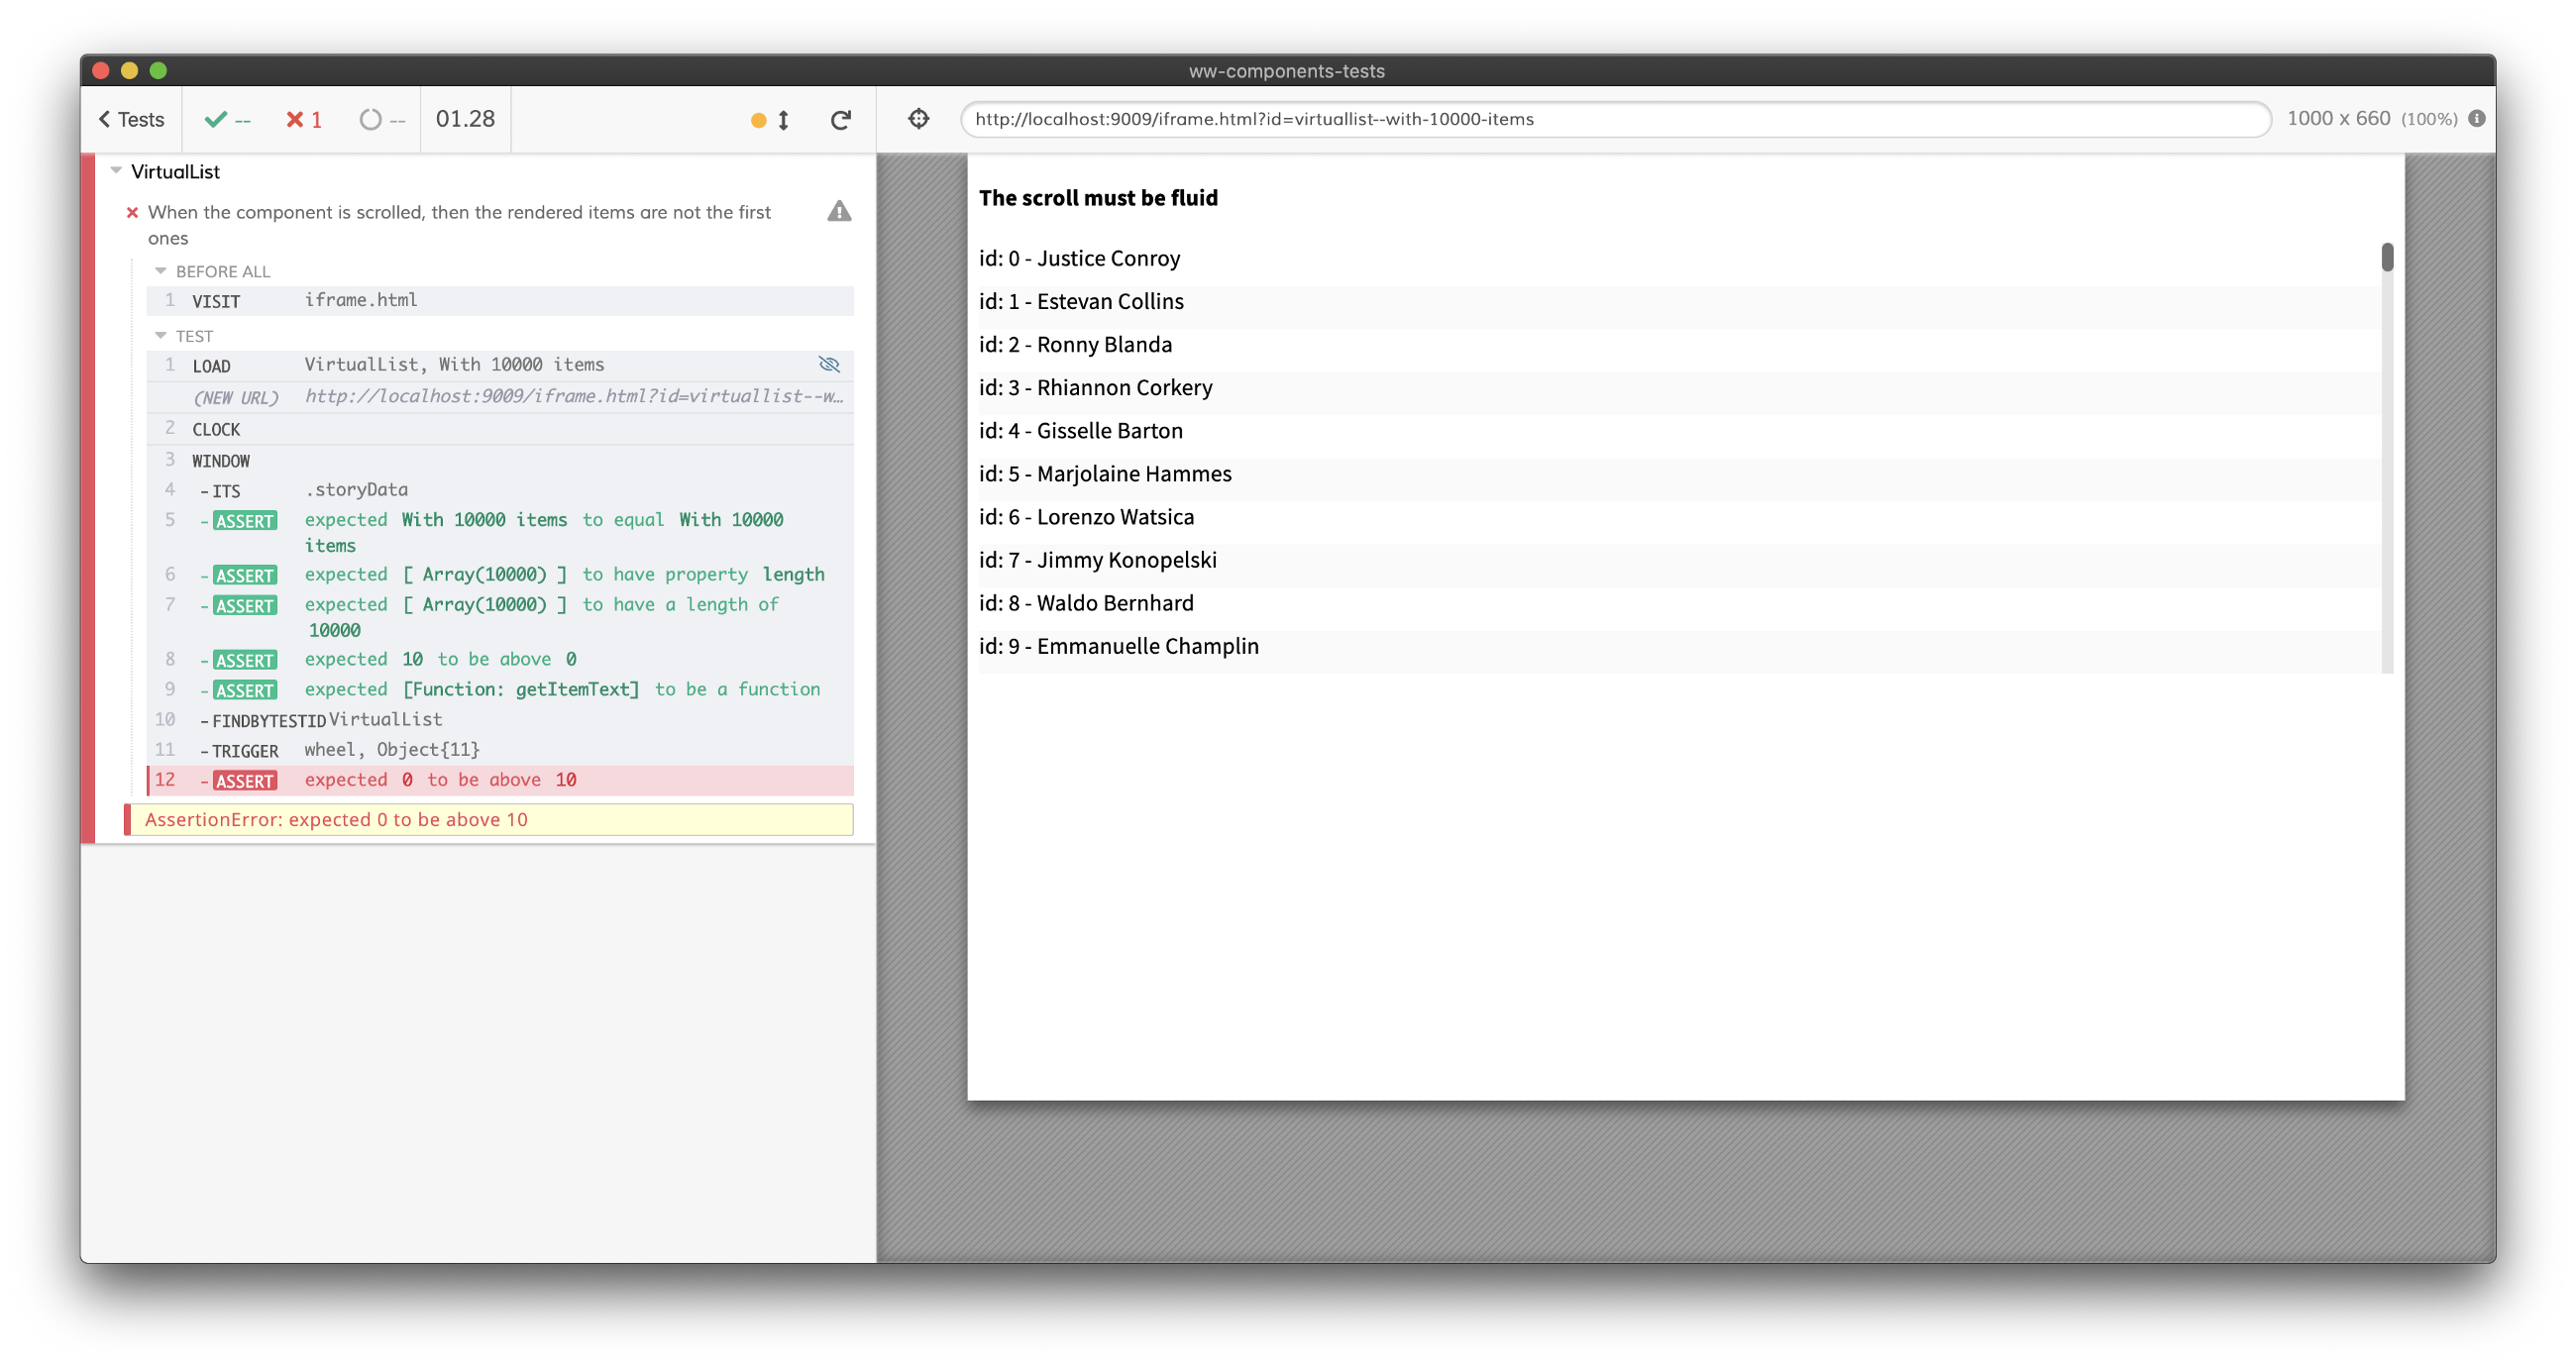 ww-components-tests
Tests
--
1
--
01.28
http://localhost:9009/iframe.html?id=virtuallist--with-10000-items
1000 x 660 (100%)
VirtualList
When the component is scrolled, then the rendered items are not the first
ones
BEFORE ALL
1 VISIT iframe.html
TEST
1 LOAD VirtualList, With 10000 items
(NEW URL) http://localhost:9009/iframe.html?id=virtuallist--w…
2 CLOCK
3 WINDOW
4 -ITS .storyData
5 -ASSERT expected With 10000 items to equal With 10000
items
6 -ASSERT expected [ Array(10000) ] to have property length
7 -ASSERT expected [ Array(10000) ] to have a length of
10000
8 -ASSERT expected 10 to be above 0
9 -ASSERT expected [Function: getItemText] to be a function
10 -FINDBYTESTID VirtualList
11 -TRIGGER wheel, Object{11}
12 -ASSERT expected 0 to be above 10
AssertionError: expected 0 to be above 10
The scroll must be fluid
id: 0 - Justice Conroy
id: 1 - Estevan Collins
id: 2 - Ronny Blanda
id: 3 - Rhiannon Corkery
id: 4 - Gisselle Barton
id: 5 - Marjolaine Hammes
id: 6 - Lorenzo Watsica
id: 7 - Jimmy Konopelski
id: 8 - Waldo Bernhard
id: 9 - Emmanuelle Champlin